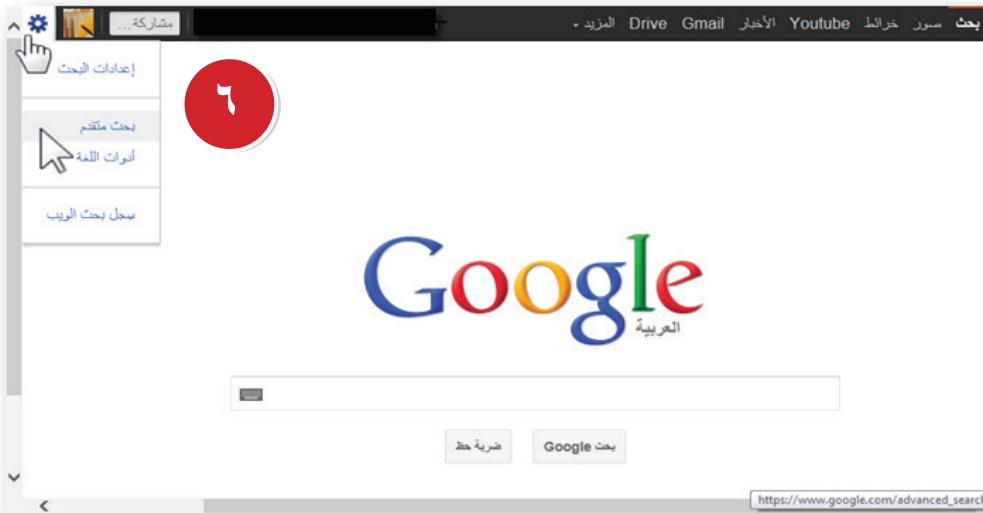 بحث صور خرائط Youtube الأخبار Gmail Drive المزيد
مشاركة...
إعدادات البحث
بحث متقدم
أدوات اللغة
سجل بحث الويب
٦
Google
العربية
بحث Google
ضربة حظ
https://www.google.com/advanced_search